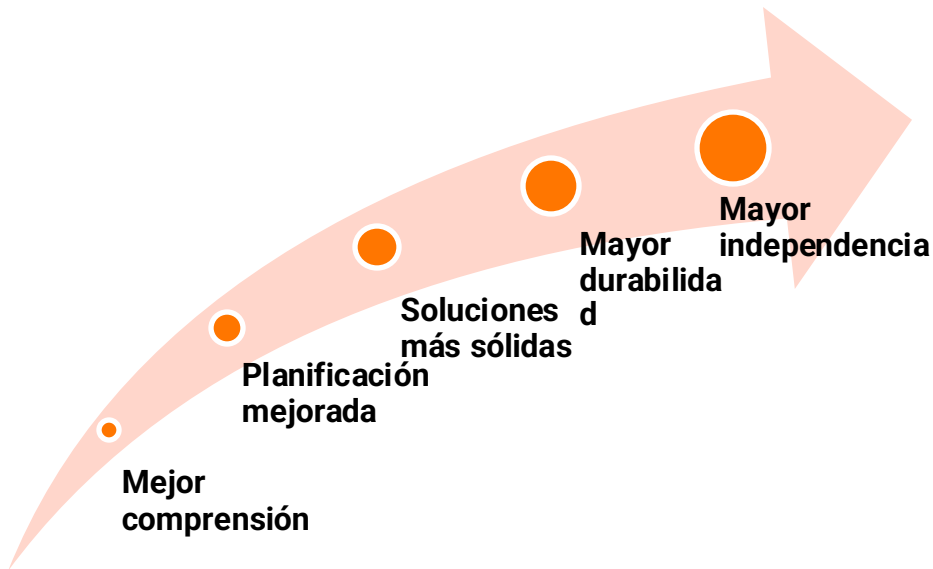 Mayor
independencia
Mayor
durabilida
d
Soluciones
más sólidas
Planificación
mejorada
Mejor
comprensión